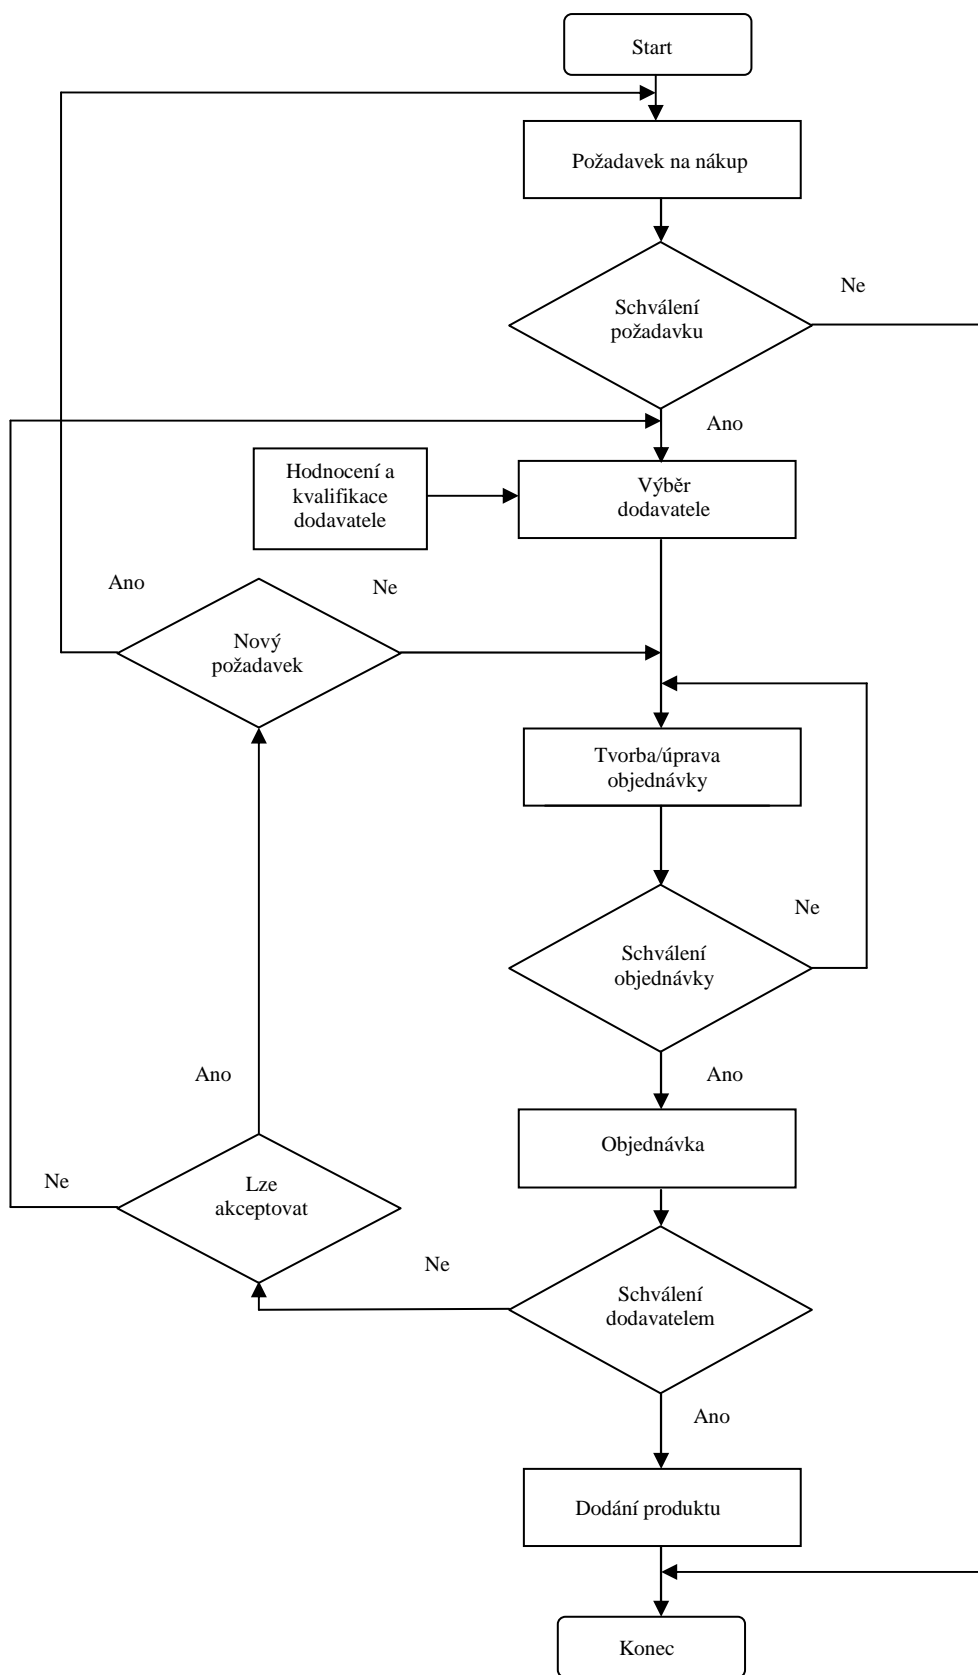 Start
Požadavek na nákup
Ne
Schválení
požadavku
Ano
Hodnocení a
kvalifikace
dodavatele
Výběr
dodavatele
Ano
Ne
Nový
požadavek
Tvorba/úprava
objednávky
Ne
Schválení
objednávky
Ano
Ano
Objednávka
Ne
Lze
akceptovat
Ne
Schválení
dodavatelem
Ano
Dodání produktu
Konec